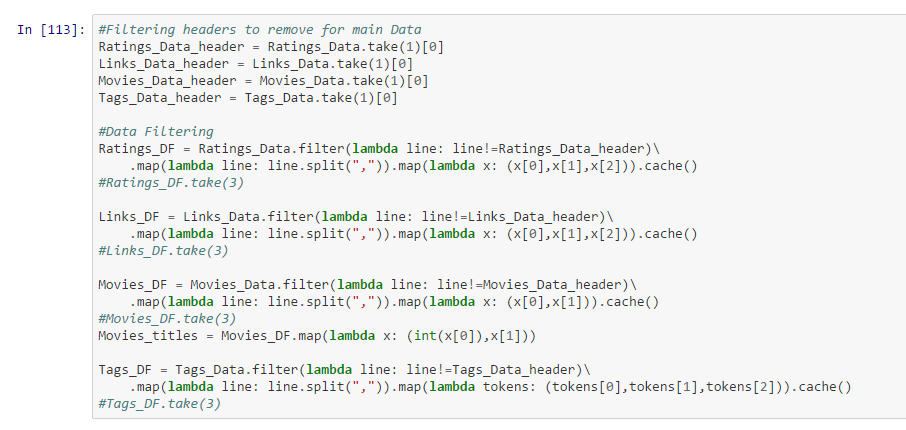 In [113]: #Filtering headers to remove for main Data
Ratings_Data_header = Ratings_Data.take(1)[0]
Links_Data_header = Links_Data.take(1)[0]
Movies_Data_header = Movies_Data.take(1)[0]
Tags_Data_header = Tags_Data.take(1)[0]

#Data Filtering
Ratings_DF = Ratings_Data.filter(lambda line: line!=Ratings_Data_header)\
    .map(lambda line: line.split(",")).map(lambda x: (x[0],x[1],x[2])).cache()
#Ratings_DF.take(3)

Links_DF = Links_Data.filter(lambda line: line!=Links_Data_header)\
    .map(lambda line: line.split(",")).map(lambda x: (x[0],x[1],x[2])).cache()
#Links_DF.take(3)

Movies_DF = Movies_Data.filter(lambda line: line!=Movies_Data_header)\
    .map(lambda line: line.split(",")).map(lambda x: (x[0],x[1])).cache()
#Movies_DF.take(3)
Movies_titles = Movies_DF.map(lambda x: (int(x[0]),x[1]))

Tags_DF = Tags_Data.filter(lambda line: line!=Tags_Data_header)\
    .map(lambda line: line.split(",")).map(lambda tokens: (tokens[0],tokens[1],tokens[2])).cache()
#Tags_DF.take(3)